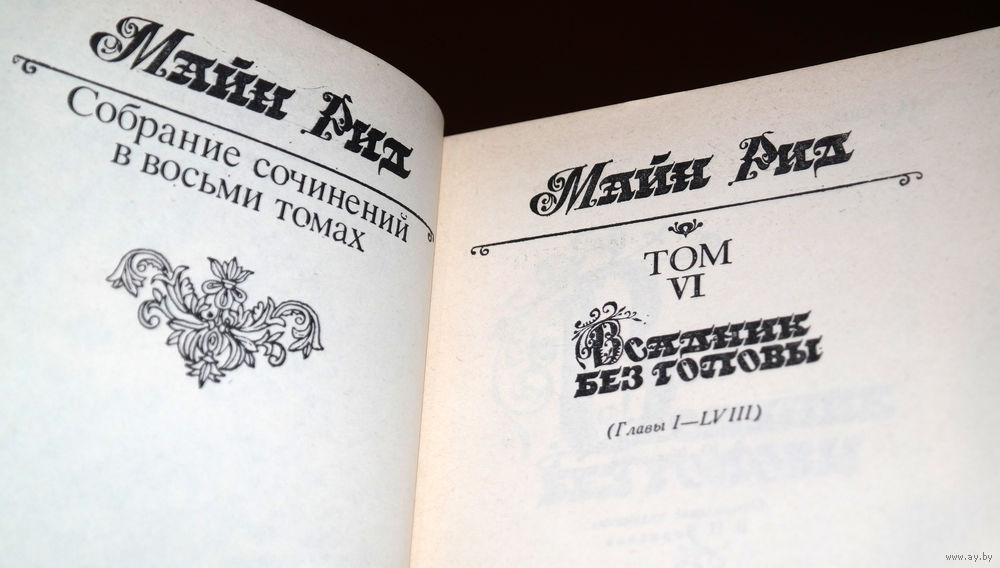 Майн Рид
Собрание сочинений
в восьми томах
Майн Рид
ТОМ
VI
Всадник
без головы
(Главы I—LVIII)
www.ay.by